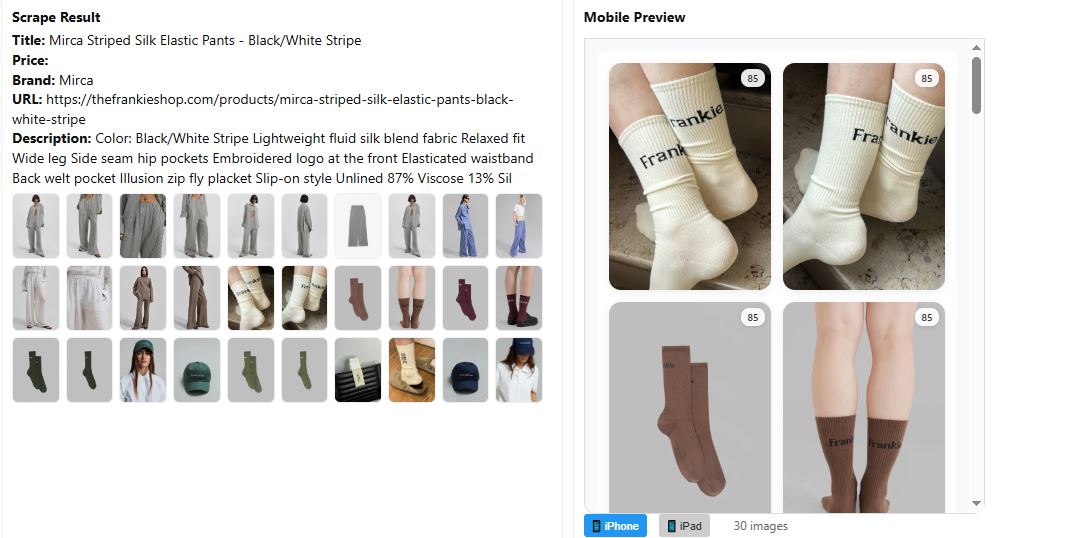 Scrape Result
Title: Mirca Striped Silk Elastic Pants - Black/White Stripe
Price:
Brand: Mirca
URL: https://thefrankieshop.com/products/mirca-striped-silk-elastic-pants-black-
white-stripe
Description: Color: Black/White Stripe Lightweight fluid silk blend fabric Relaxed fit
Wide leg Side seam hip pockets Embroidered logo at the front Elasticated waistband
Back welt pocket Illusion zip fly placket Slip-on style Unlined 87% Viscose 13% Sil
Mobile Preview
85
85
Frankie
Frankie
85
85
Frankie
iPhone
iPad
30 images